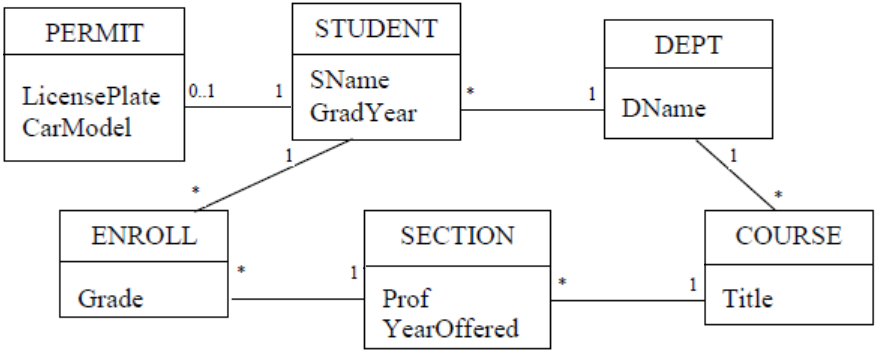 PERMIT
LicensePlate
CarModel
0..1
1
STUDENT
SName
GradYear
*
1
DEPT
DName
1
*
1
*
ENROLL
Grade
*
1
SECTION
Prof
YearOffered
*
1
COURSE
Title